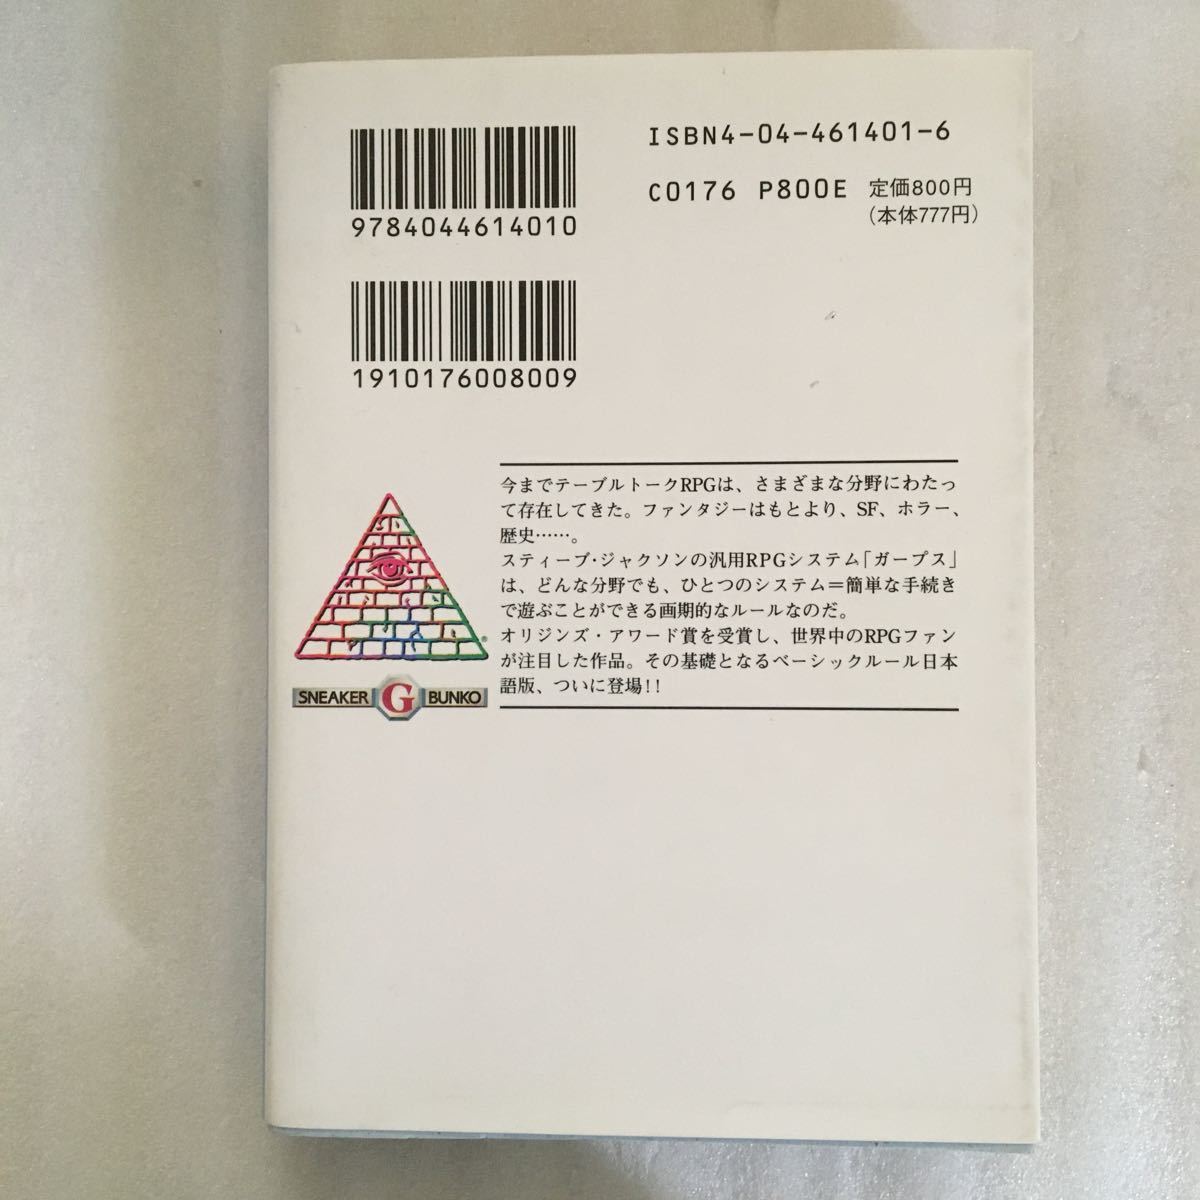 ISBN4-04-461401-6
C0176 P800E 定価800円
(本体777円)
9784044614010
1910176008009
今までテーブルトークRPGは、さまざまな分野にわたっ
て存在してきた。ファンタジーはもとより、SF、ホラー、
歴史……。
スティーブ・ジャクソンの汎用RPGシステム「ガープス」
は、どんな分野でも、ひとつのシステム＝簡単な手続き
で遊ぶことができる画期的なルールなのだ。
オリジンズ・アワード賞を受賞し、世界中のRPGファン
が注目した作品。その基礎となるベーシックルール日本
語版、ついに登場!!
®
SNEAKER G BUNKO